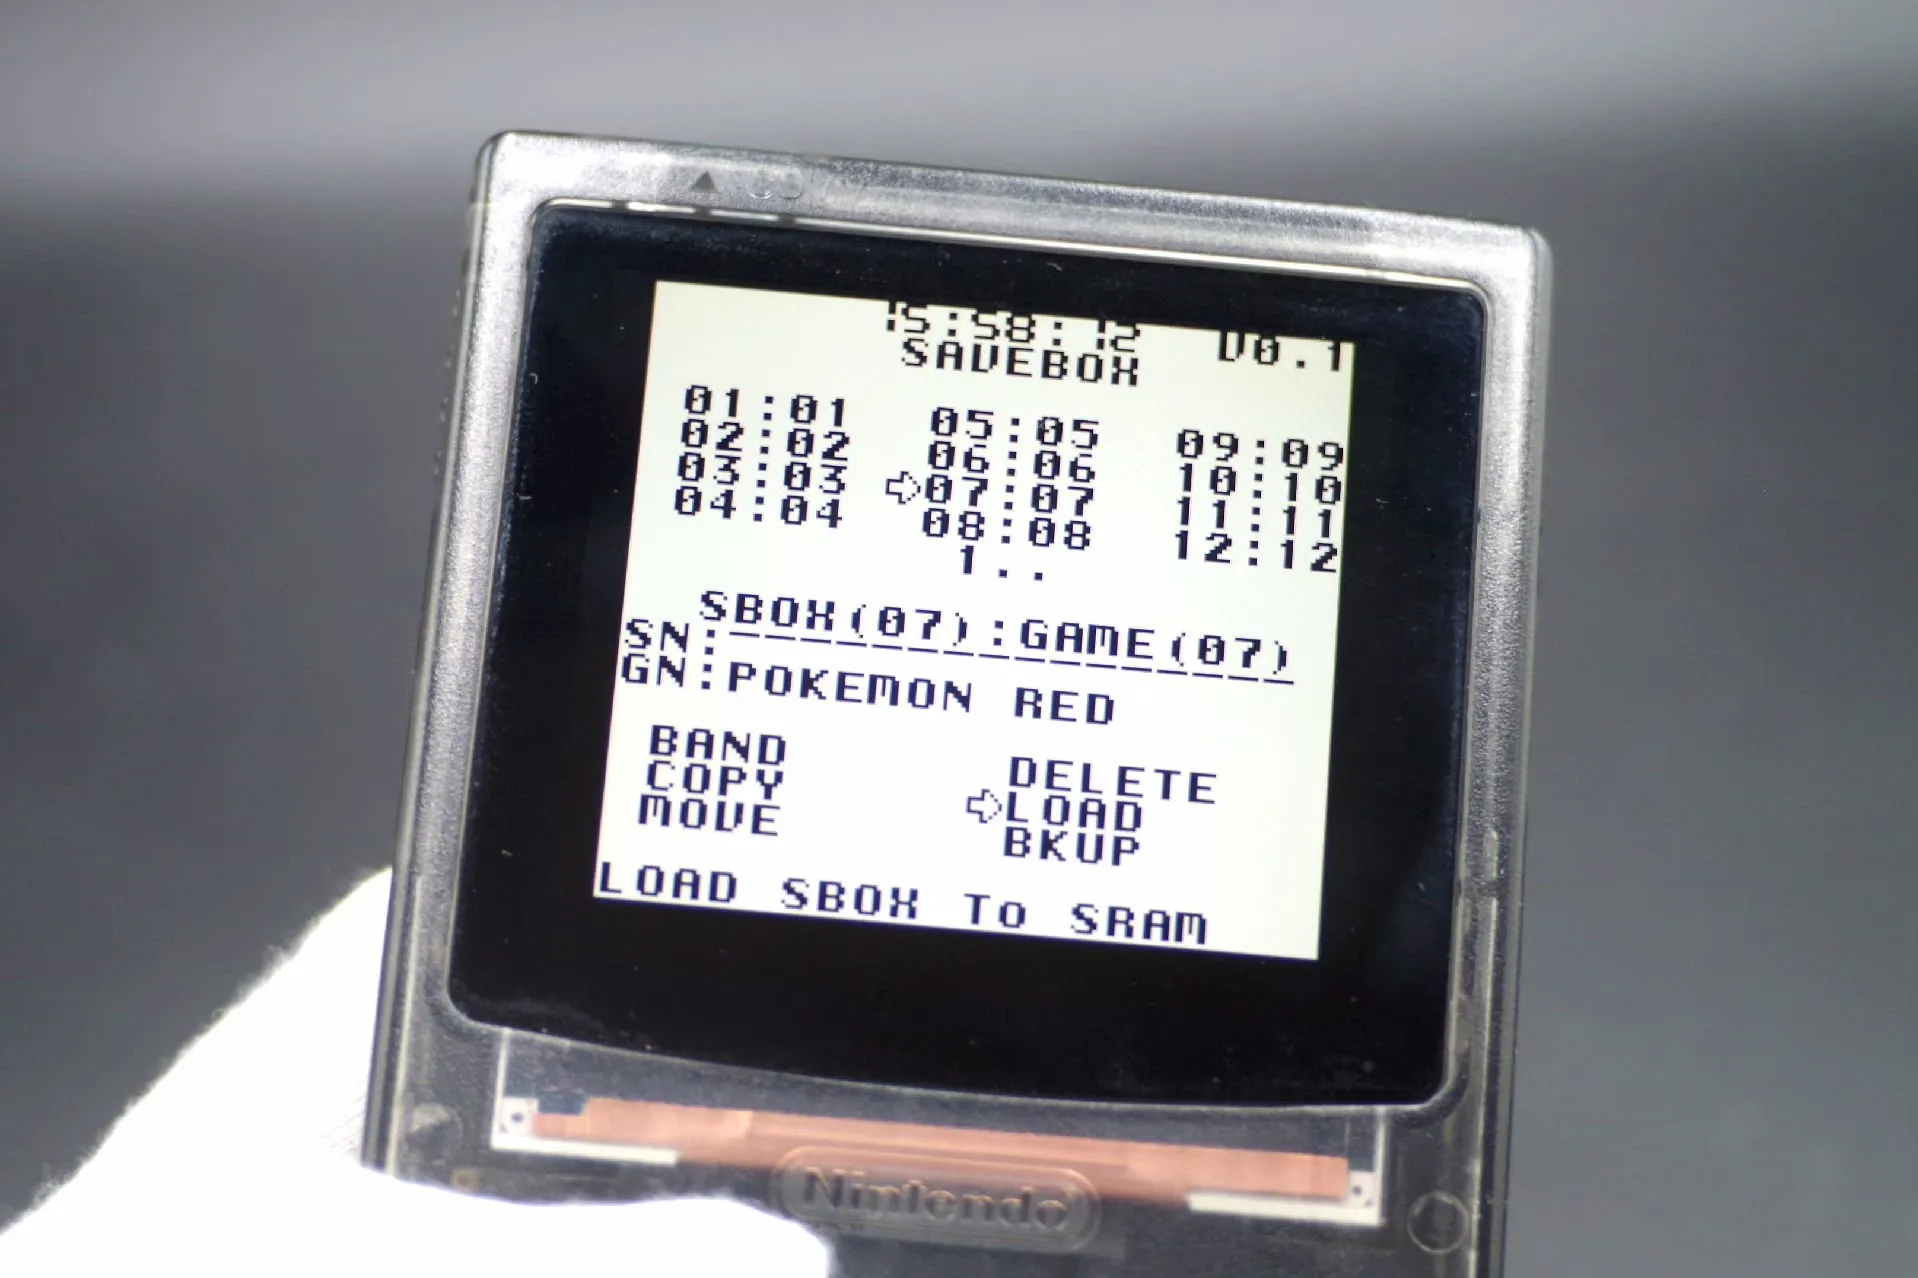 15:58:12 V0.1
SAVEBOX
01:01 05:05 09:09
02:02 06:06 10:10
03:03 ⇨07:07 11:11
04:04 08:08 12:12
1..
SBOX(07):GAME(07)
SN:________________
GN:POKEMON RED
BAND DELETE
COPY ⇨LOAD
MOVE BKUP
LOAD SBOX TO SRAM
Nintendo